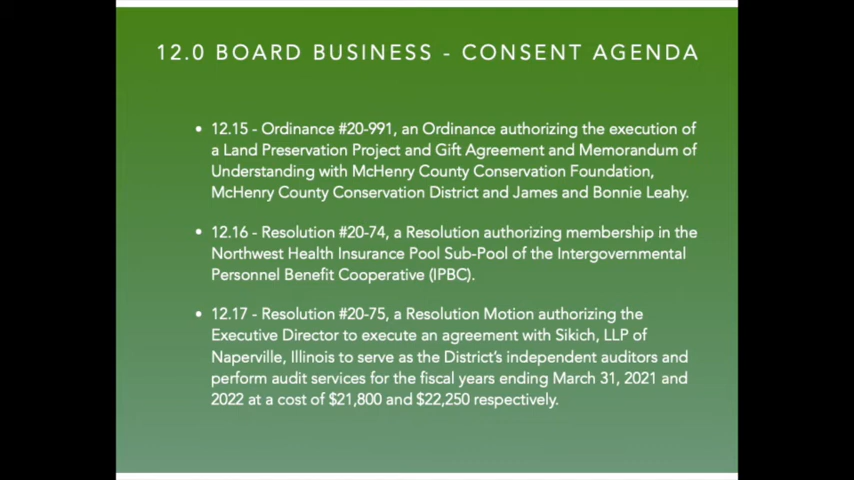 12.0 BOARD BUSINESS - CONSENT AGENDA
• 12.15 - Ordinance #20-991, an Ordinance authorizing the execution of
a Land Preservation Project and Gift Agreement and Memorandum of
Understanding with McHenry County Conservation Foundation,
McHenry County Conservation District and James and Bonnie Leahy.
• 12.16 - Resolution #20-74, a Resolution authorizing membership in the
Northwest Health Insurance Pool Sub-Pool of the Intergovernmental
Personnel Benefit Cooperative (IPBC).
• 12.17 - Resolution #20-75, a Resolution Motion authorizing the
Executive Director to execute an agreement with Sikich, LLP of
Naperville, Illinois to serve as the District's independent auditors and
perform audit services for the fiscal years ending March 31, 2021 and
2022 at a cost of $21,800 and $22,250 respectively.